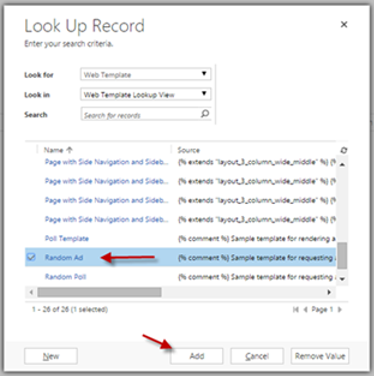 Look Up Record
Enter your search criteria.
Look for Web Template
Look in Web Template Lookup View
Search Search for records
Name Source
Page with Side Navigation and Sideb... {% extends "layout_3_column_wide_middle" %} {%
Page with Side Navigation and Sideb... {% extends "layout_3_column_wide_middle" %} {%
Page with Side Navigation and Sideb... {% extends "layout_3_column_wide_middle" %} {%
Page with Side Navigation and Sideb... {% extends "layout_3_column_wide_middle" %} {%
Poll Template {% comment %} Sample template for rendering a
Random Ad {% comment %} Sample template for requesting a
Random Poll {% comment %} Sample template for requesting a
1 - 26 of 26 (1 selected) Page 1
New Add Cancel Remove Value